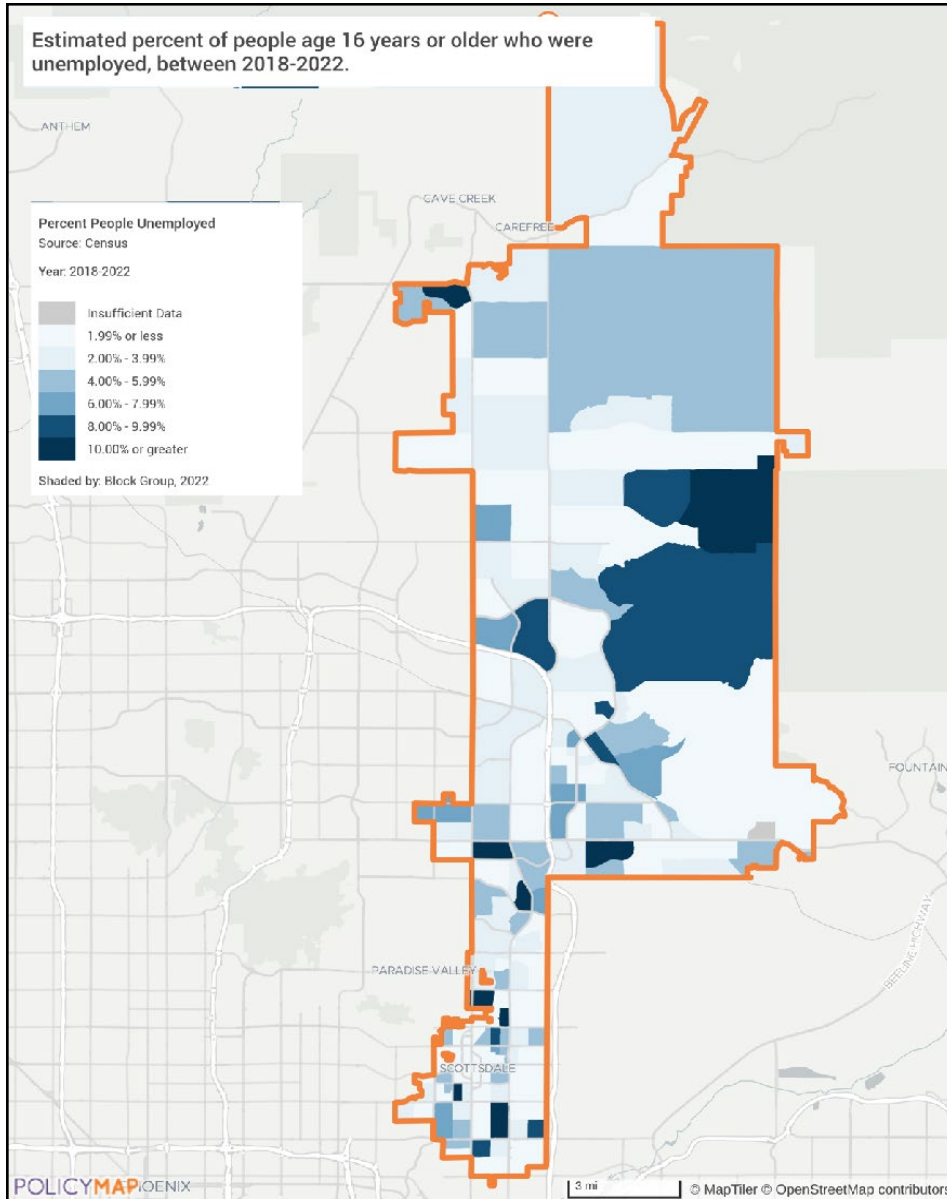 Estimated percent of people age 16 years or older who were
unemployed, between 2018-2022.
ANTHEM
CAVE CREEK
CAREFREE
Percent People Unemployed
Source: Census
Year: 2018-2022
Insufficient Data
1.99% or less
2.00% - 3.99%
4.00% - 5.99%
6.00% - 7.99%
8.00% - 9.99%
10.00% or greater
Shaded by: Block Group, 2022
FOUNTAIN
BEELINE HIGHWAY
PARADISE VALLEY
SCOTTSDALE
POLICYMAP OENIX
3 mi
© MapTiler © OpenStreetMap contributors